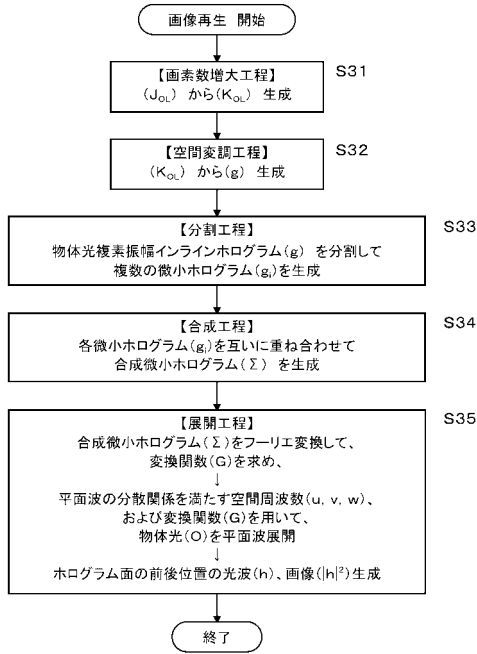 画像再生 開始
S31
【画素数増大工程】
(J_OL) から(K_OL) 生成
S32
【空間変調工程】
(K_OL) から(g) 生成
S33
【分割工程】
物体光複素振幅インラインホログラム(g) を分割して
複数の微小ホログラム(g_i)を生成
S34
【合成工程】
各微小ホログラム(g_i)を互いに重ね合わせて
合成微小ホログラム(Σ) を生成
S35
【展開工程】
合成微小ホログラム(Σ)をフーリエ変換して、
変換関数(G)を求め、
↓
平面波の分散関係を満たす空間周波数(u, v, w)、
および変換関数(G)を用いて、
物体光(O)を平面波展開
↓
ホログラム面の前後位置の光波(h)、画像(|h|²)生成
終了